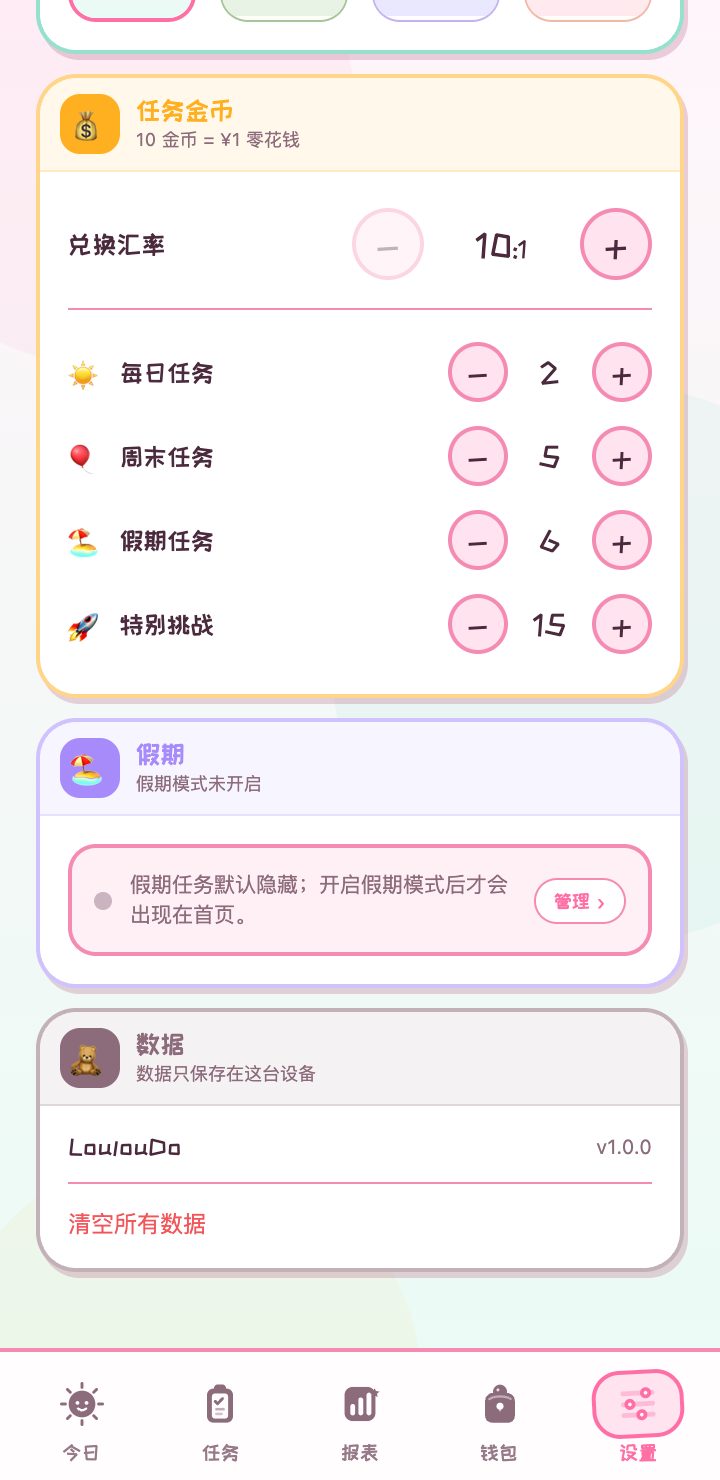 任务金币
10 金币 = ¥1 零花钱
兑换汇率
− 10:1 +
每日任务 − 2 +
周末任务 − 5 +
假期任务 − 6 +
特别挑战 − 15 +
假期
假期模式未开启
假期任务默认隐藏；开启假期模式后才会
出现在首页。
管理 ›
数据
数据只保存在这台设备
LoulouDo v1.0.0
清空所有数据
今日 任务 报表 钱包 设置